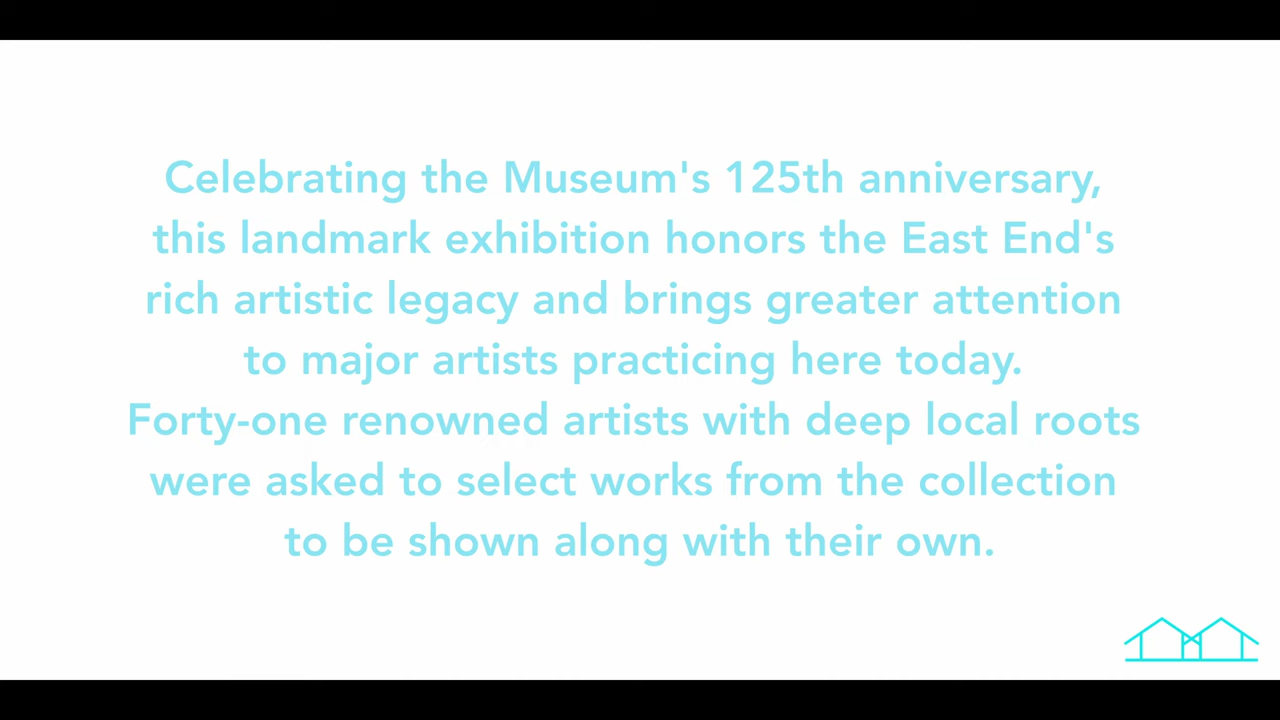 Celebrating the Museum's 125th anniversary,
this landmark exhibition honors the East End's
rich artistic legacy and brings greater attention
to major artists practicing here today.
Forty-one renowned artists with deep local roots
were asked to select works from the collection
to be shown along with their own.